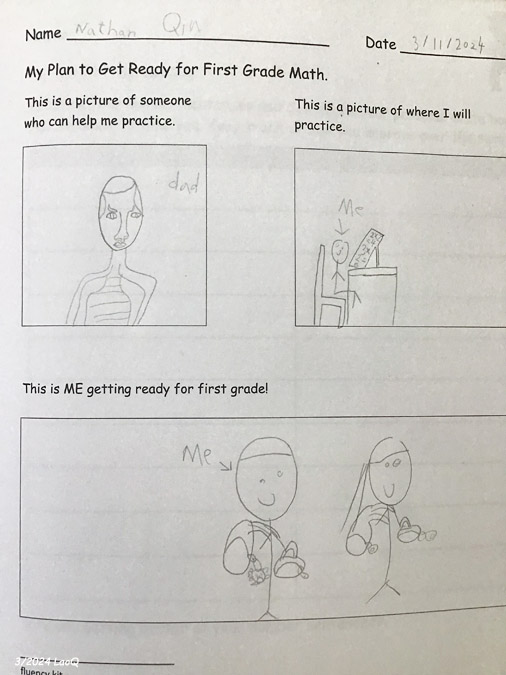 Name Nathan Qin
Date 3/11/2024
My Plan to Get Ready for First Grade Math.
This is a picture of someone
who can help me practice.
This is a picture of where I will
practice.
dad
Me
This is ME getting ready for first grade!
Me
3/2024 LaoQ
fluency kit